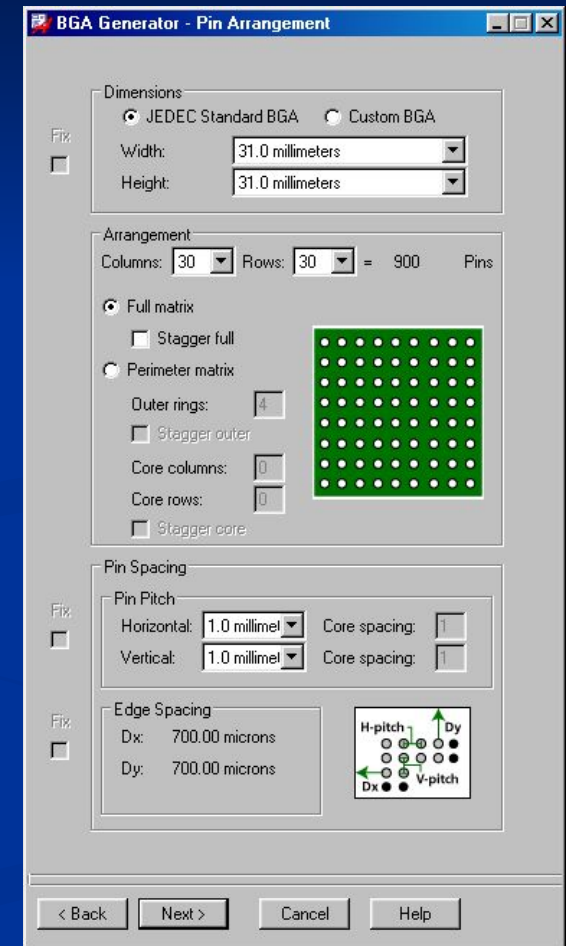 BGA Generator - Pin Arrangement
Dimensions
JEDEC Standard BGA Custom BGA
Fix
Width: 31.0 millimeters
Height: 31.0 millimeters
Arrangement
Columns: 30 Rows: 30 = 900 Pins
Full matrix
Stagger full
Perimeter matrix
Outer rings: 4
Stagger outer
Core columns: 0
Core rows: 0
Stagger core
Pin Spacing
Pin Pitch
Fix
Horizontal: 1.0 millimet Core spacing: 1
Vertical: 1.0 millimet Core spacing: 1
Edge Spacing
Fix
Dx: 700.00 microns
Dy: 700.00 microns
H-pitch Dy
V-pitch
Dx
< Back Next > Cancel Help